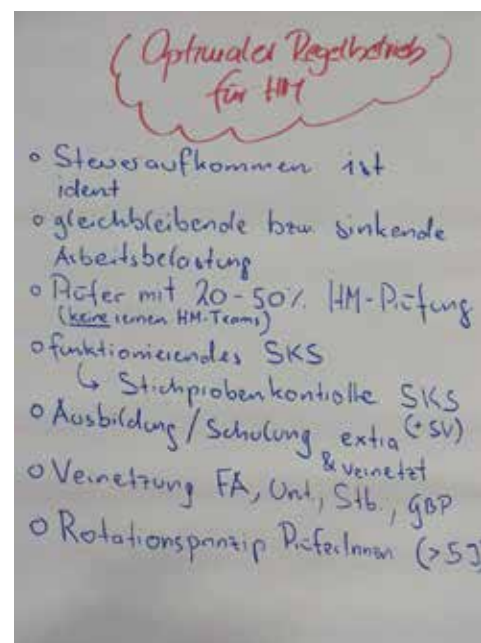 Optimaler Regelbetrieb
für HM
o Steueraufkommen ist
ident
o gleichbleibende bzw. sinkende
Arbeitsbelastung
o Prüfer mit 20-50% HM-Prüfung
(keine reinen HM-Teams)
o funktionierendes SKS
↳ Stichprobenkontrolle SKS
o Ausbildung / Schulung extra (+SV)
& vernetzt
o Vernetzung FA, Unt., Stb., GBP
o Rotationsprinzip PrüferInnen (>5J